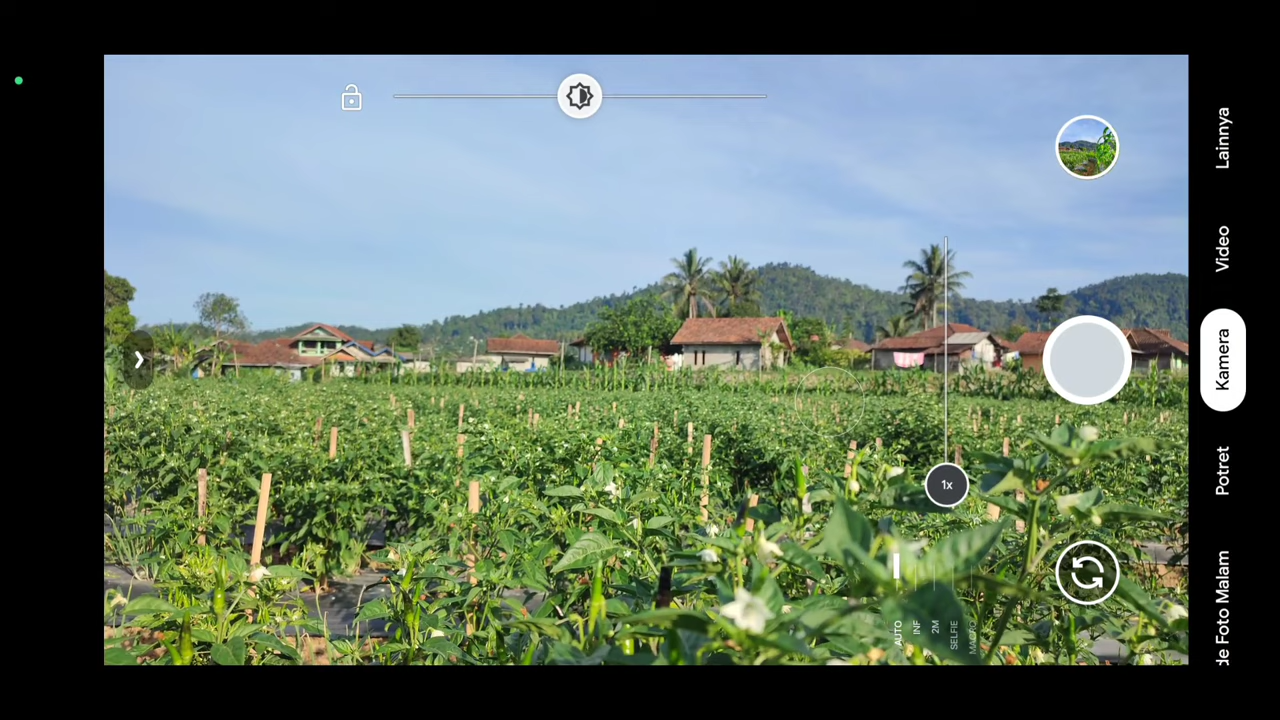 Lainnya
Video
Kamera
Potret
de Foto Malam
1x
AUTO
INF
2M
SELFIE
MACRO